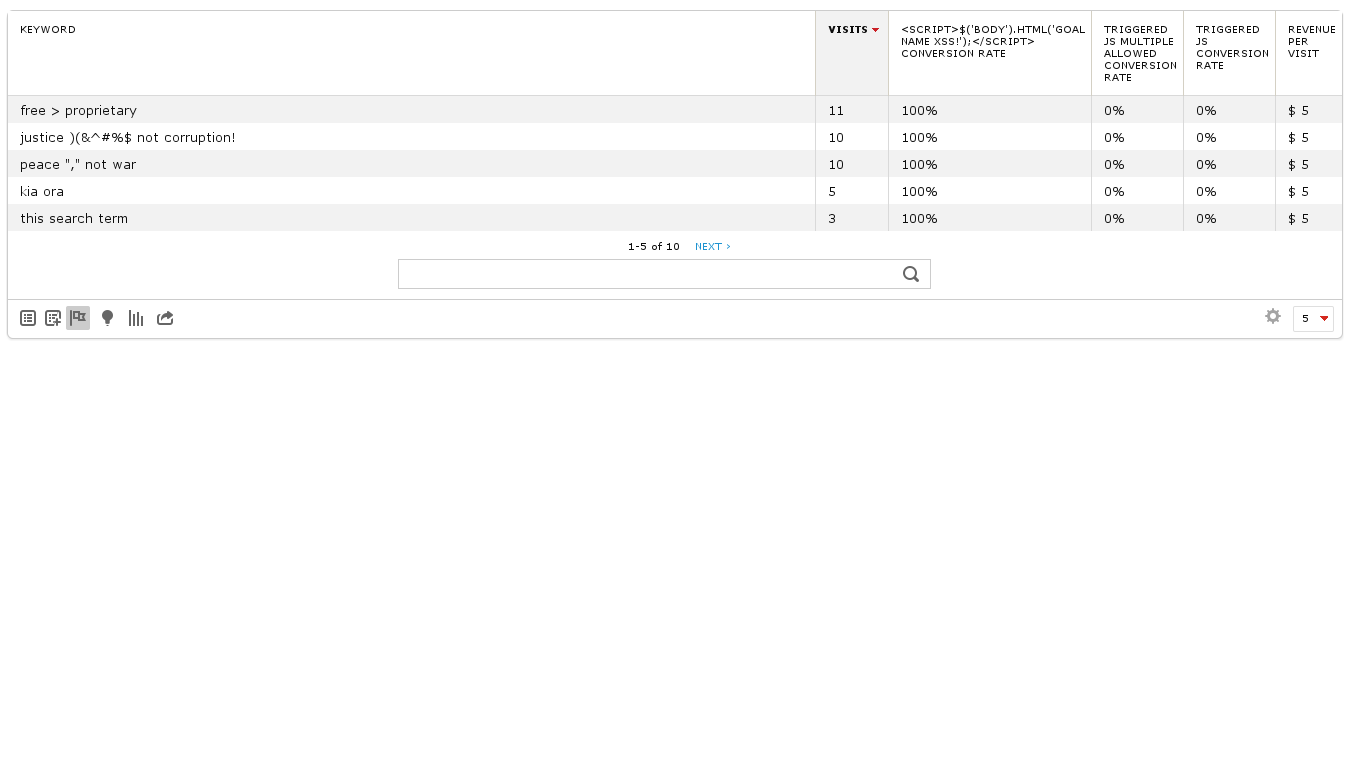 KEYWORD
VISITS
<SCRIPT>$('BODY').HTML('GOAL
NAME XSS!');</SCRIPT>
CONVERSION RATE
TRIGGERED
JS MULTIPLE
ALLOWED
CONVERSION
RATE
TRIGGERED
JS
CONVERSION
RATE
REVENUE
PER
VISIT
free > proprietary 11 100% 0% 0% $ 5
justice )(&^#%$ not corruption! 10 100% 0% 0% $ 5
peace "," not war 10 100% 0% 0% $ 5
kia ora 5 100% 0% 0% $ 5
this search term 3 100% 0% 0% $ 5
1-5 of 10 NEXT ›
5